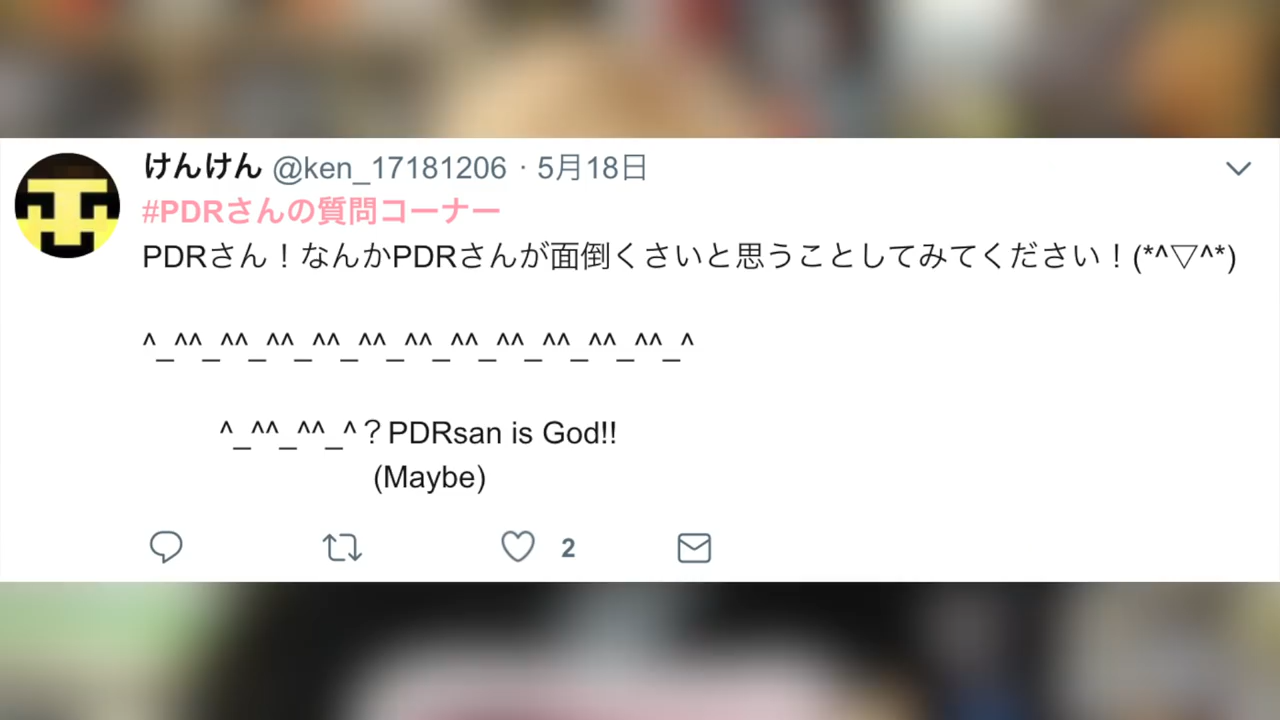 けんけん @ken_17181206 · 5月18日
#PDRさんの質問コーナー
PDRさん！なんかPDRさんが面倒くさいと思うことしてみてください！(*^▽^*)
^_^^_^^_^^_^^_^^_^^_^^_^^_^^_^^_^^_^
^_^^_^^_^？PDRsan is God!!
(Maybe)
2